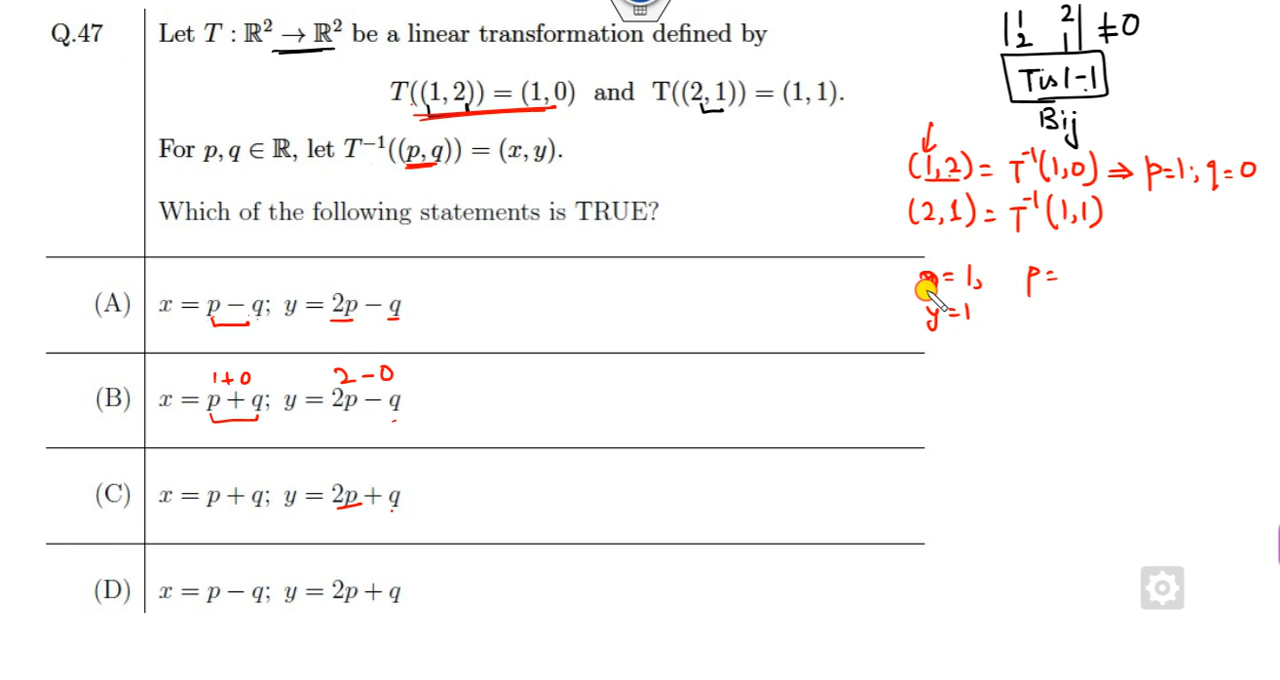 Q.47 Let T : ℝ² → ℝ² be a linear transformation defined by
T((1, 2)) = (1, 0) and T((2, 1)) = (1, 1).
For p, q ∈ ℝ, let T⁻¹((p, q)) = (x, y).
Which of the following statements is TRUE?
(A) x = p − q; y = 2p − q
1+0 2−0
(B) x = p + q; y = 2p − q
(C) x = p + q; y = 2p + q
(D) x = p − q; y = 2p + q
|1 2|
|2 1| ≠0
T is 1-1
Bij
(1,2) = T⁻¹(1,0) ⇒ p=1; q=0
(2,1) = T⁻¹(1,1)
= 1, p=
y=1